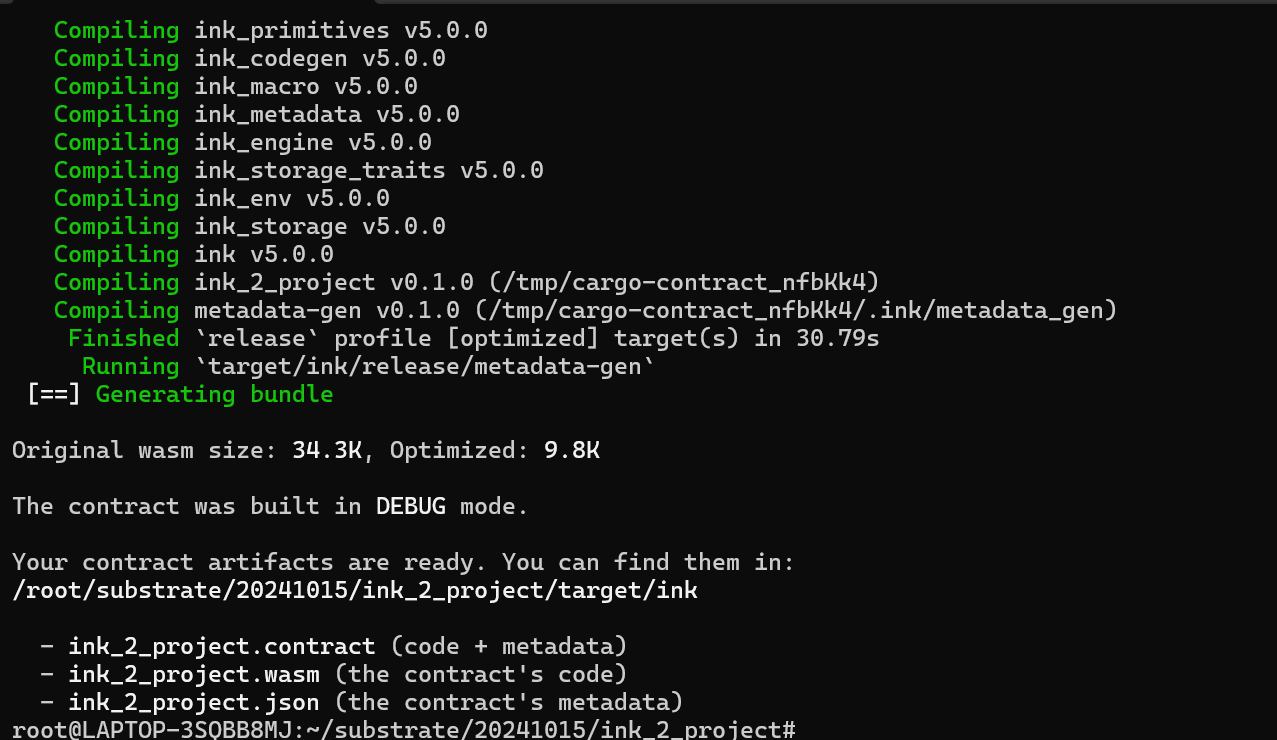 Compiling ink_primitives v5.0.0
Compiling ink_codegen v5.0.0
Compiling ink_macro v5.0.0
Compiling ink_metadata v5.0.0
Compiling ink_engine v5.0.0
Compiling ink_storage_traits v5.0.0
Compiling ink_env v5.0.0
Compiling ink_storage v5.0.0
Compiling ink v5.0.0
Compiling ink_2_project v0.1.0 (/tmp/cargo-contract_nfbKk4)
Compiling metadata-gen v0.1.0 (/tmp/cargo-contract_nfbKk4/.ink/metadata_gen)
Finished `release` profile [optimized] target(s) in 30.79s
Running `target/ink/release/metadata-gen`
[==] Generating bundle
Original wasm size: 34.3K, Optimized: 9.8K
The contract was built in DEBUG mode.
Your contract artifacts are ready. You can find them in:
/root/substrate/20241015/ink_2_project/target/ink
- ink_2_project.contract (code + metadata)
- ink_2_project.wasm (the contract's code)
- ink_2_project.json (the contract's metadata)
root@LAPTOP-3SQBB8MJ:~/substrate/20241015/ink_2_project#